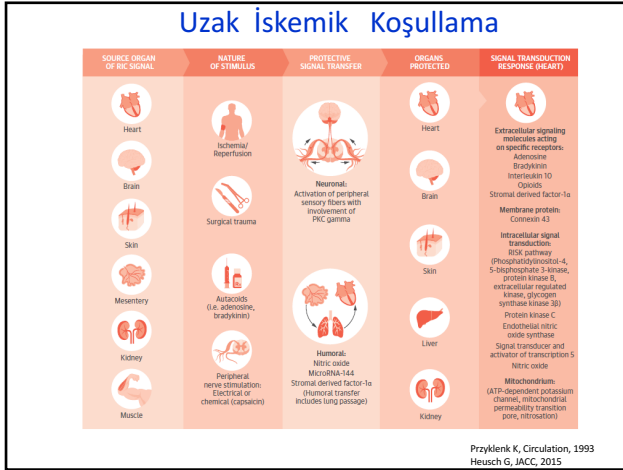 Uzak İskemik Koşullama
SOURCE ORGAN
OF RIC SIGNAL
Heart
Brain
Skin
Mesentery
Kidney
Muscle
NATURE
OF STIMULUS
Ischemia/
Reperfusion
Surgical trauma
Autacoids
(i.e. adenosine,
bradykinin)
Peripheral
nerve stimulation:
Electrical or
chemical (capsaicin)
PROTECTIVE
SIGNAL TRANSFER
Neuronal:
Activation of peripheral
sensory fibers with
involvement of
PKC gamma
Humoral:
Nitric oxide
MicroRNA-144
Stromal derived factor-1α
(Humoral transfer
includes lung passage)
ORGANS
PROTECTED
Heart
Brain
Skin
Liver
Kidney
SIGNAL TRANSDUCTION
RESPONSE (HEART)
Extracellular signaling
molecules acting
on specific receptors:
Adenosine
Bradykinin
Interleukin 10
Opioids
Stromal derived factor-1α
Membrane protein:
Connexin 43
Intracellular signal
transduction:
RISK pathway
(Phosphatidylinositol-4,
5-bisphosphate 3-kinase,
protein kinase B,
extracellular regulated
kinase, glycogen
synthase kinase 3β)
Protein kinase C
Endothelial nitric
oxide synthase
Signal transducer and
activator of transcription 5
Nitric oxide
Mitochondrium:
(ATP-dependent potassium
channel, mitochondrial
permeability transition
pore, nitrosation)
Przyklenk K, Circulation, 1993
Heusch G, JACC, 2015